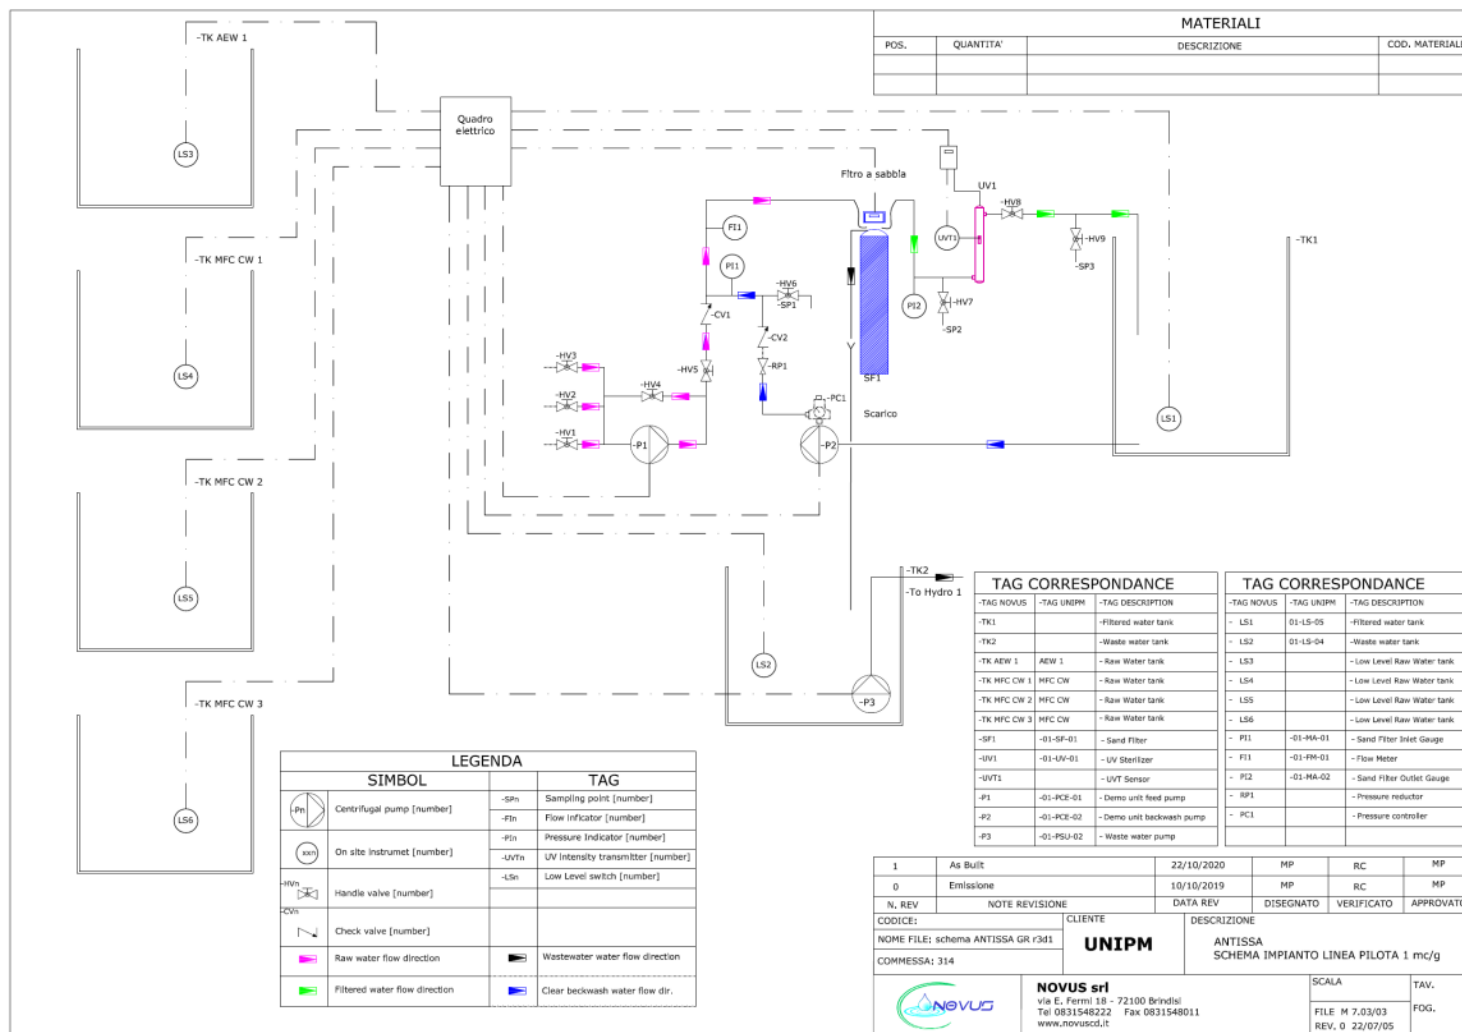 MATERIALI
POS. QUANTITA' DESCRIZIONE COD. MATERIALE
-TK AEW 1
LS3
Quadro
elettrico
-TK MFC CW 1
LS4
-TK MFC CW 2
LS5
-TK MFC CW 3
LS6
Fltro a sabbia
UV1
-HV8
UVT1
-HV9
-SP3
-TK1
FI1
PI1
-HV6
-SP1
PI2
-HV7
-SP2
-CV1
-CV2
-HV3
-HV5
-RP1
-HV4
SF1
-HV2
-PC1
Scarico
LS1
-HV1
-P1
-P2
-TK2
-To Hydro 1
LS2
-P3
TAG CORRESPONDANCE
-TAG NOVUS -TAG UNIPM -TAG DESCRIPTION
-TK1 -Filtered water tank
-TK2 -Waste water tank
-TK AEW 1 AEW 1 - Raw Water tank
-TK MFC CW 1 MFC CW - Raw Water tank
-TK MFC CW 2 MFC CW - Raw Water tank
-TK MFC CW 3 MFC CW - Raw Water tank
-SF1 -01-SF-01 - Sand Filter
-UV1 -01-UV-01 - UV Sterilizer
-UVT1 - UVT Sensor
-P1 -01-PCE-01 - Demo unit feed pump
-P2 -01-PCE-02 - Demo unit backwash pump
-P3 -01-PSU-02 - Waste water pump
TAG CORRESPONDANCE
-TAG NOVUS -TAG UNIPM -TAG DESCRIPTION
- LS1 01-LS-05 -Filtered water tank
- LS2 01-LS-04 -Waste water tank
- LS3 - Low Level Raw Water tank
- LS4 - Low Level Raw Water tank
- LS5 - Low Level Raw Water tank
- LS6 - Low Level Raw Water tank
- PI1 -01-MA-01 - Sand Filter Inlet Gauge
- FI1 -01-FM-01 - Flow Meter
- PI2 -01-MA-02 - Sand Filter Outlet Gauge
- RP1 - Pressure reductor
- PC1 - Pressure controller
LEGENDA
SIMBOL TAG
-Pn Centrifugal pump [number]
xxn On site instrumet [number]
-HVn Handle valve [number]
-CVn Check valve [number]
Raw water flow direction
Filtered water flow direction
-SPn Sampling point [number]
-FIn Flow inficator [number]
-PIn Pressure Indicator [number]
-UVTn UV intensity transmitter [number]
-LSn Low Level switch [number]
Wastewater water flow direction
Clear beckwash water flow dir.
1 As Built 22/10/2020 MP RC MP
0 Emissione 10/10/2019 MP RC MP
N. REV NOTE REVISIONE DATA REV DISEGNATO VERIFICATO APPROVATO
CODICE:
NOME FILE: schema ANTISSA GR r3d1
COMMESSA: 314
CLIENTE
UNIPM
DESCRIZIONE
ANTISSA
SCHEMA IMPIANTO LINEA PILOTA 1 mc/g
NOVUS
NOVUS srl
via E. Fermi 18 - 72100 Brindisi
Tel 0831548222 Fax 0831548011
www.novuscd.it
SCALA
FILE M 7.03/03
REV. 0 22/07/05
TAV.
FOG.